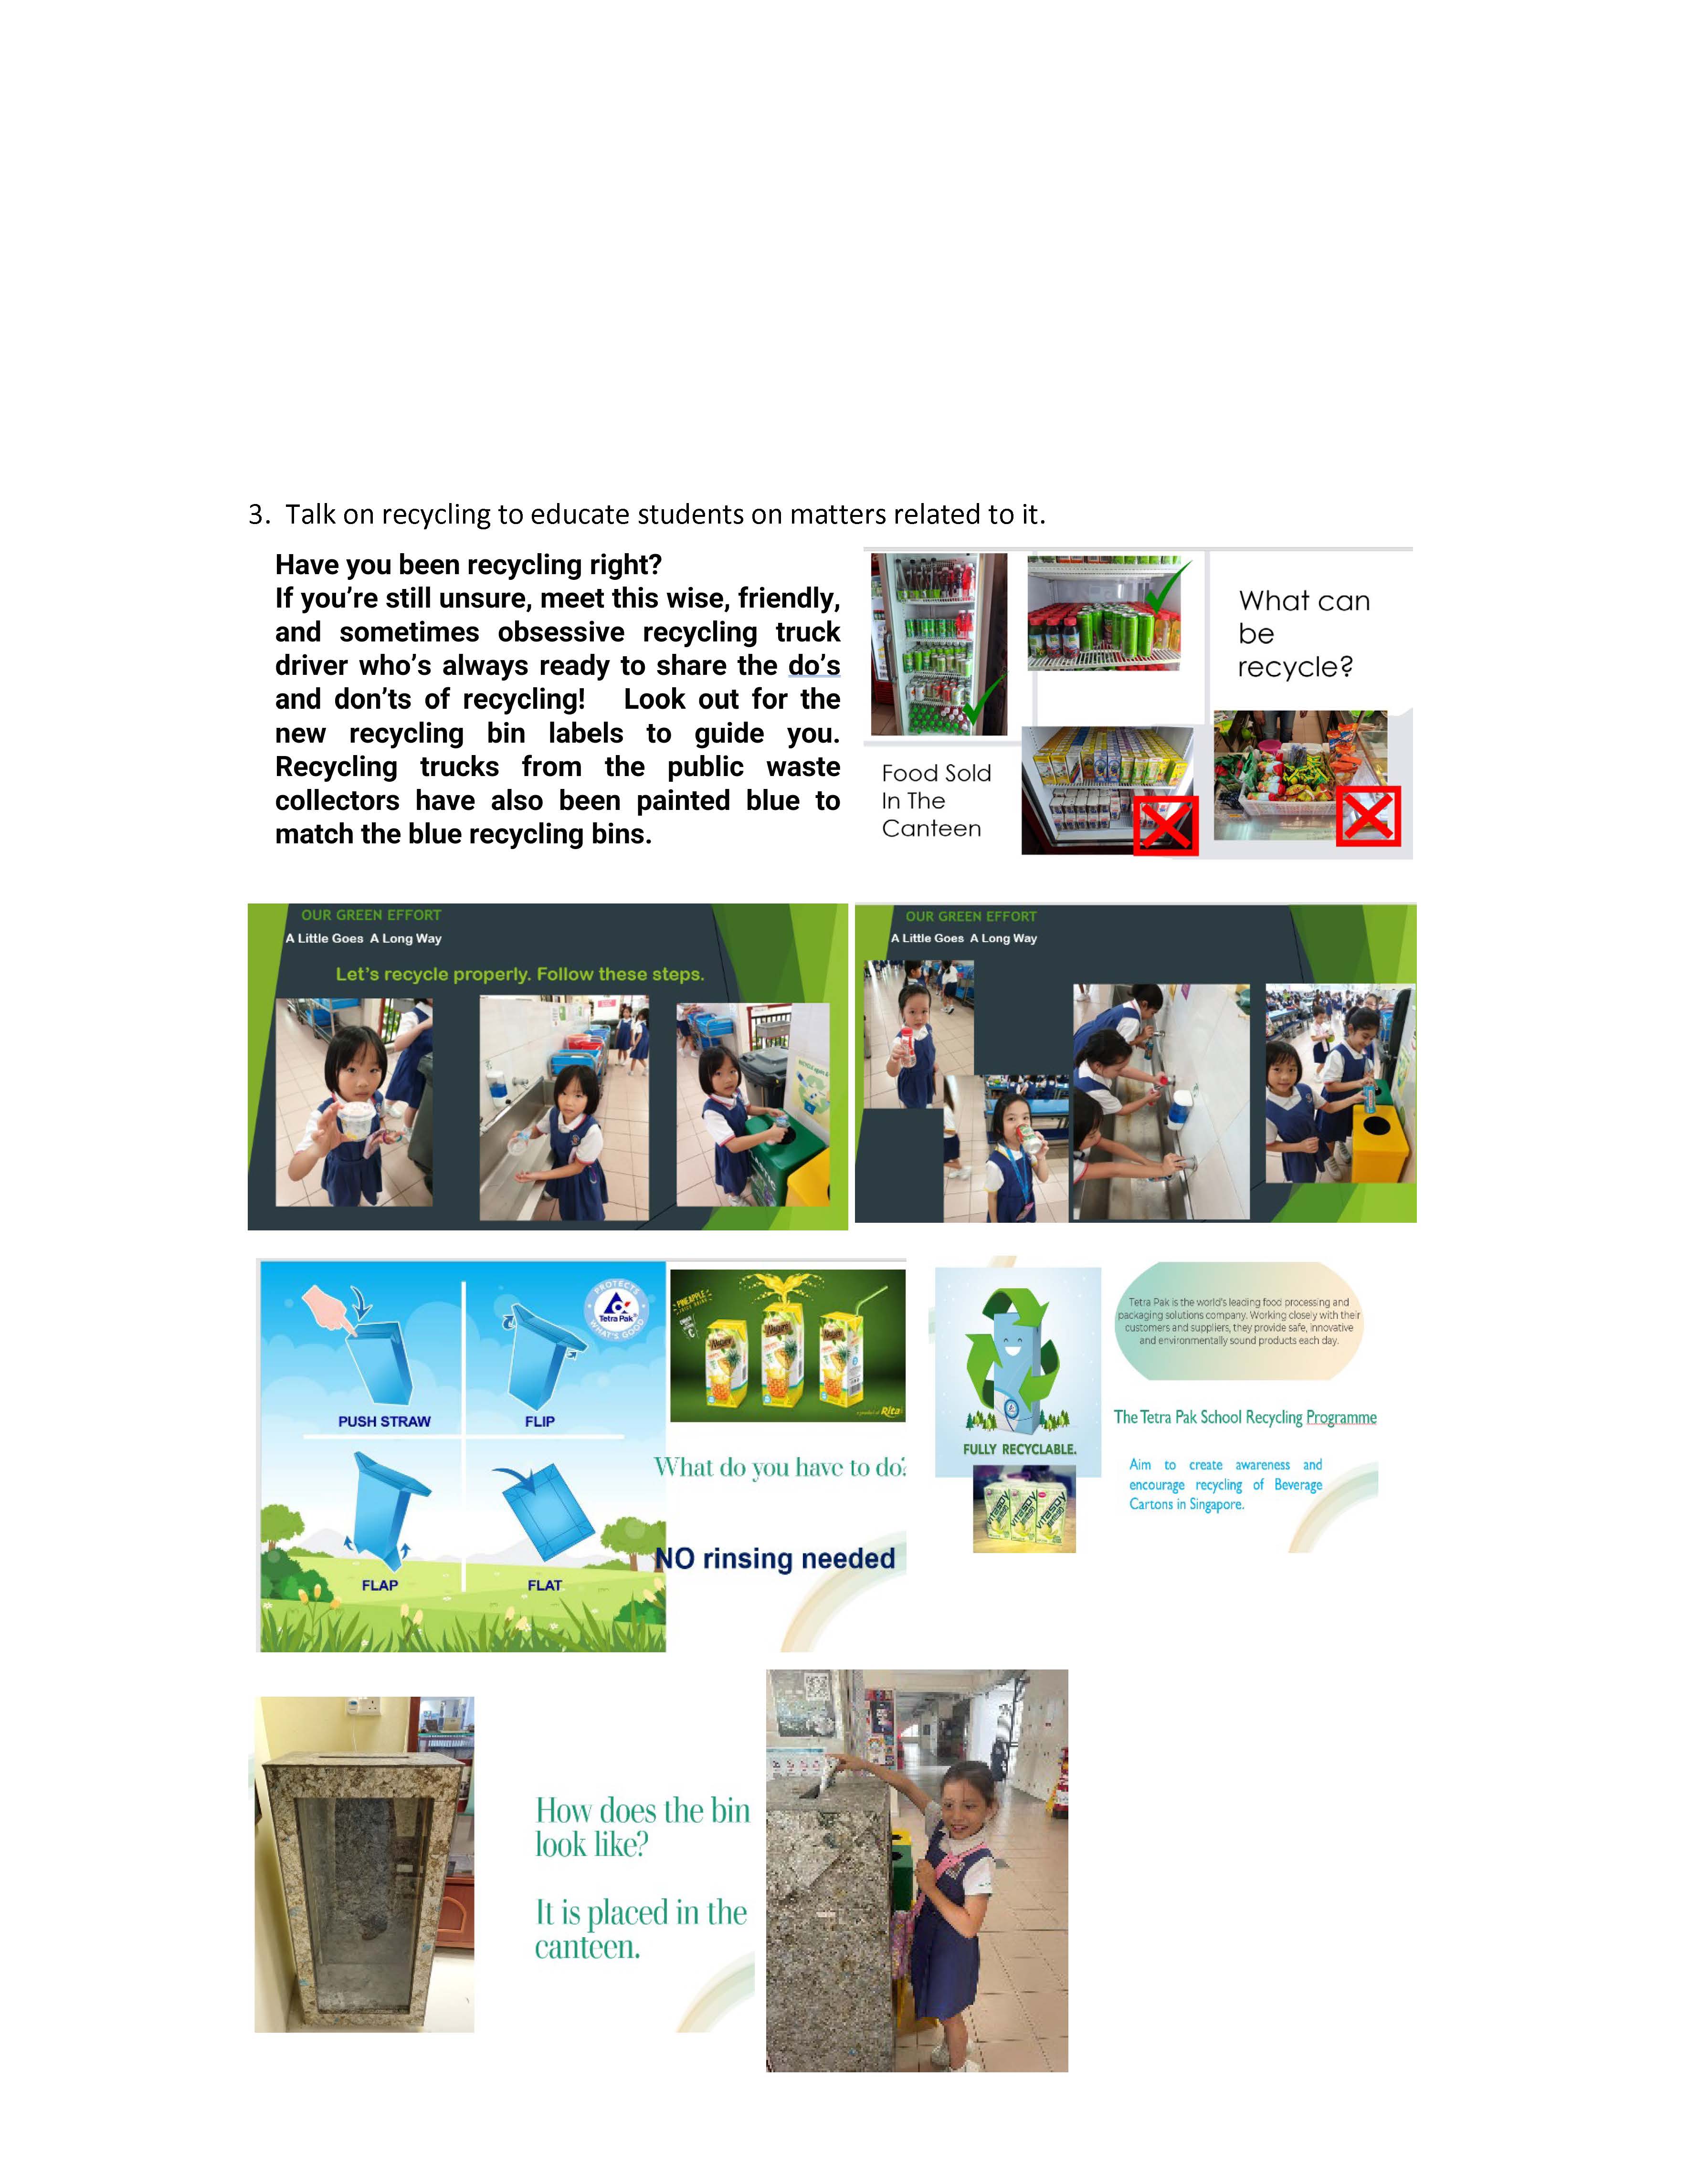 3. Talk on recycling to educate students on matters related to it.
Have you been recycling right?
If you're still unsure, meet this wise, friendly,
and sometimes obsessive recycling truck
driver who's always ready to share the do's
and don'ts of recycling! Look out for the
new recycling bin labels to guide you.
Recycling trucks from the public waste
collectors have also been painted blue to
match the blue recycling bins.
What can
be
recycle?
Food Sold
In The
Canteen
OUR GREEN EFFORT
A Little Goes A Long Way
Let's recycle properly. Follow these steps.
OUR GREEN EFFORT
A Little Goes A Long Way
PROTECTS
Tetra Pak
WHAT'S GOOD
PUSH STRAW
FLIP
FLAP
FLAT
PINEAPPLE
Rita
What do you have to do?
NO rinsing needed
FULLY RECYCLABLE.
vitasoy
vitasoy
vitasoy
Tetra Pak is the world's leading food processing and
packaging solutions company. Working closely with their
customers and suppliers, they provide safe, innovative
and environmentally sound products each day.
The Tetra Pak School Recycling Programme
Aim to create awareness and
encourage recycling of Beverage
Cartons in Singapore.
How does the bin
look like?
It is placed in the
canteen.